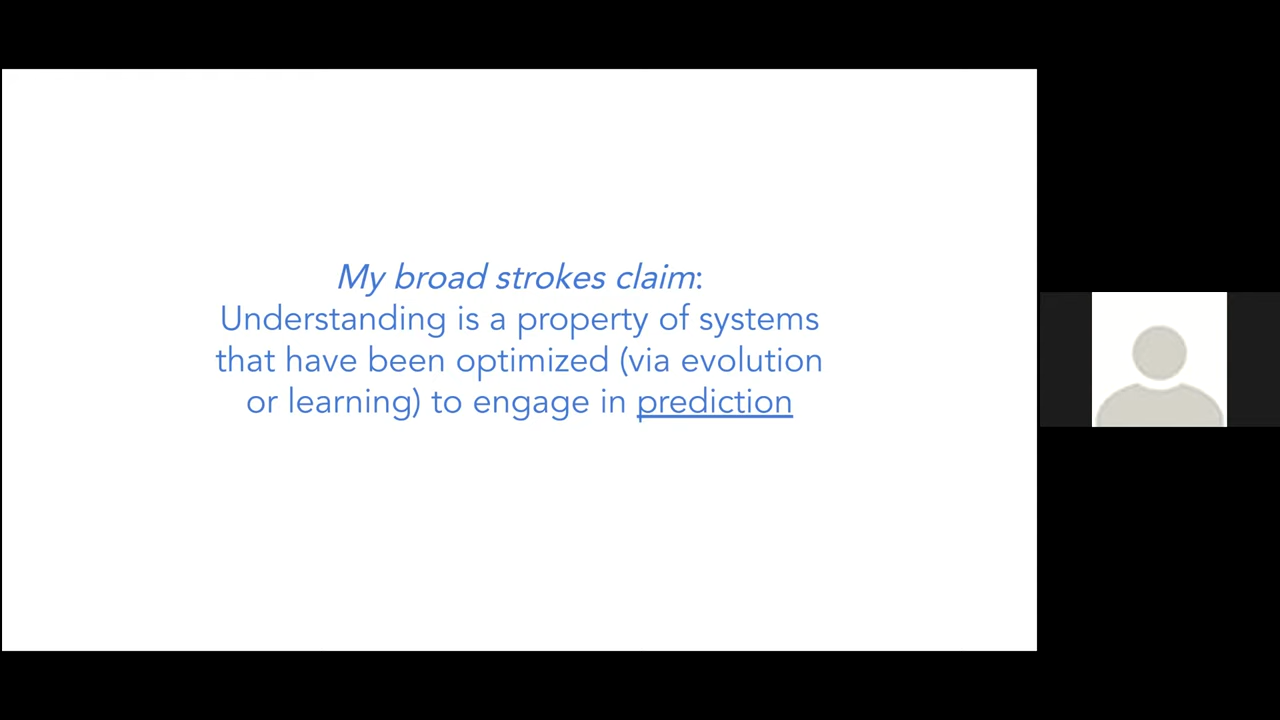 My broad strokes claim:
Understanding is a property of systems
that have been optimized (via evolution
or learning) to engage in prediction